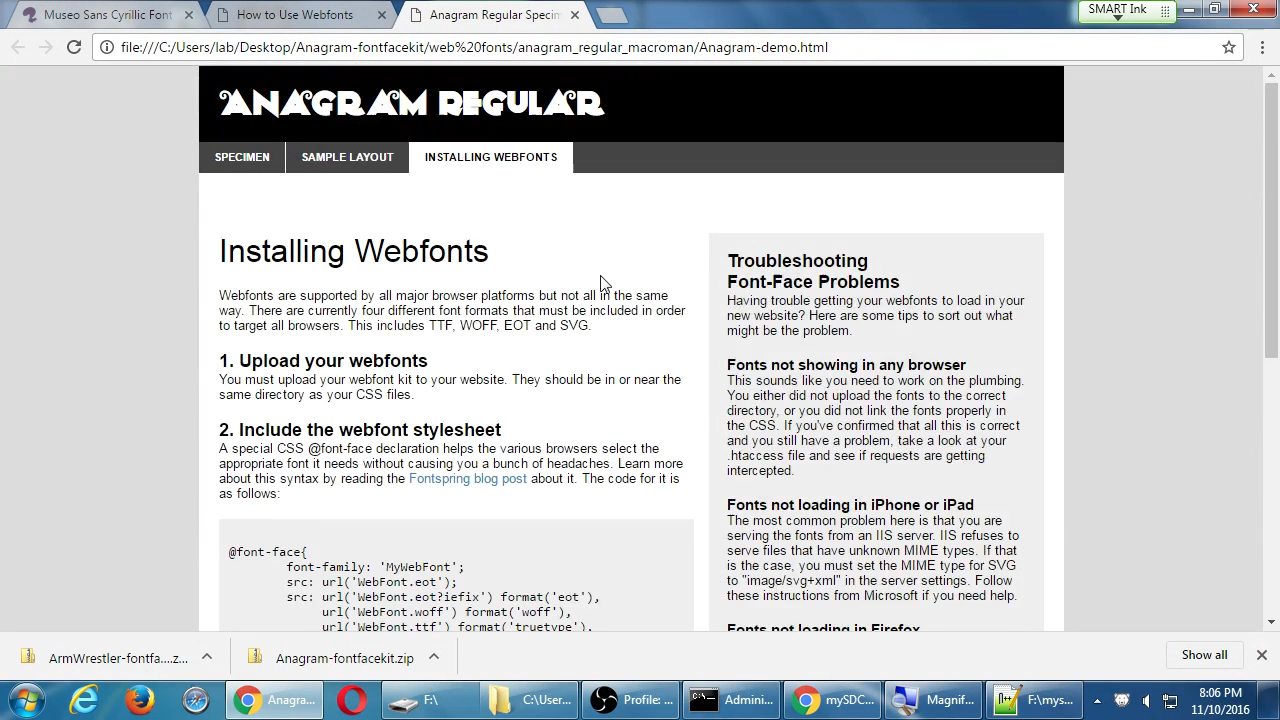 Museo Sans Cyrillic Font
How to Use Webfonts
Anagram Regular Specim
SMART Ink
file:///C:/Users/lab/Desktop/Anagram-fontfacekit/web%20fonts/anagram_regular_macroman/Anagram-demo.html
ANAGRAM REGULAR
SPECIMEN
SAMPLE LAYOUT
INSTALLING WEBFONTS
Installing Webfonts
Webfonts are supported by all major browser platforms but not all in the same
way. There are currently four different font formats that must be included in order
to target all browsers. This includes TTF, WOFF, EOT and SVG.
1. Upload your webfonts
You must upload your webfont kit to your website. They should be in or near the
same directory as your CSS files.
2. Include the webfont stylesheet
A special CSS @font-face declaration helps the various browsers select the
appropriate font it needs without causing you a bunch of headaches. Learn more
about this syntax by reading the Fontspring blog post about it. The code for it is
as follows:
@font-face{
font-family: 'MyWebFont';
src: url('WebFont.eot');
src: url('WebFont.eot?iefix') format('eot'),
url('WebFont.woff') format('woff'),
url('WebFont.ttf') format('truetype'),
Troubleshooting
Font-Face Problems
Having trouble getting your webfonts to load in your
new website? Here are some tips to sort out what
might be the problem.
Fonts not showing in any browser
This sounds like you need to work on the plumbing.
You either did not upload the fonts to the correct
directory, or you did not link the fonts properly in
the CSS. If you've confirmed that all this is correct
and you still have a problem, take a look at your
.htaccess file and see if requests are getting
intercepted.
Fonts not loading in iPhone or iPad
The most common problem here is that you are
serving the fonts from an IIS server. IIS refuses to
serve files that have unknown MIME types. If that
is the case, you must set the MIME type for SVG
to "image/svg+xml" in the server settings. Follow
these instructions from Microsoft if you need help.
Fonts not loading in Firefox
ArmWrestler-fontfa....z...
Anagram-fontfacekit.zip
Show all
Anagra...
F:\
C:\User...
Profile: ...
Admini...
mySDC...
Magnif...
F:\mys...
8:06 PM
11/10/2016